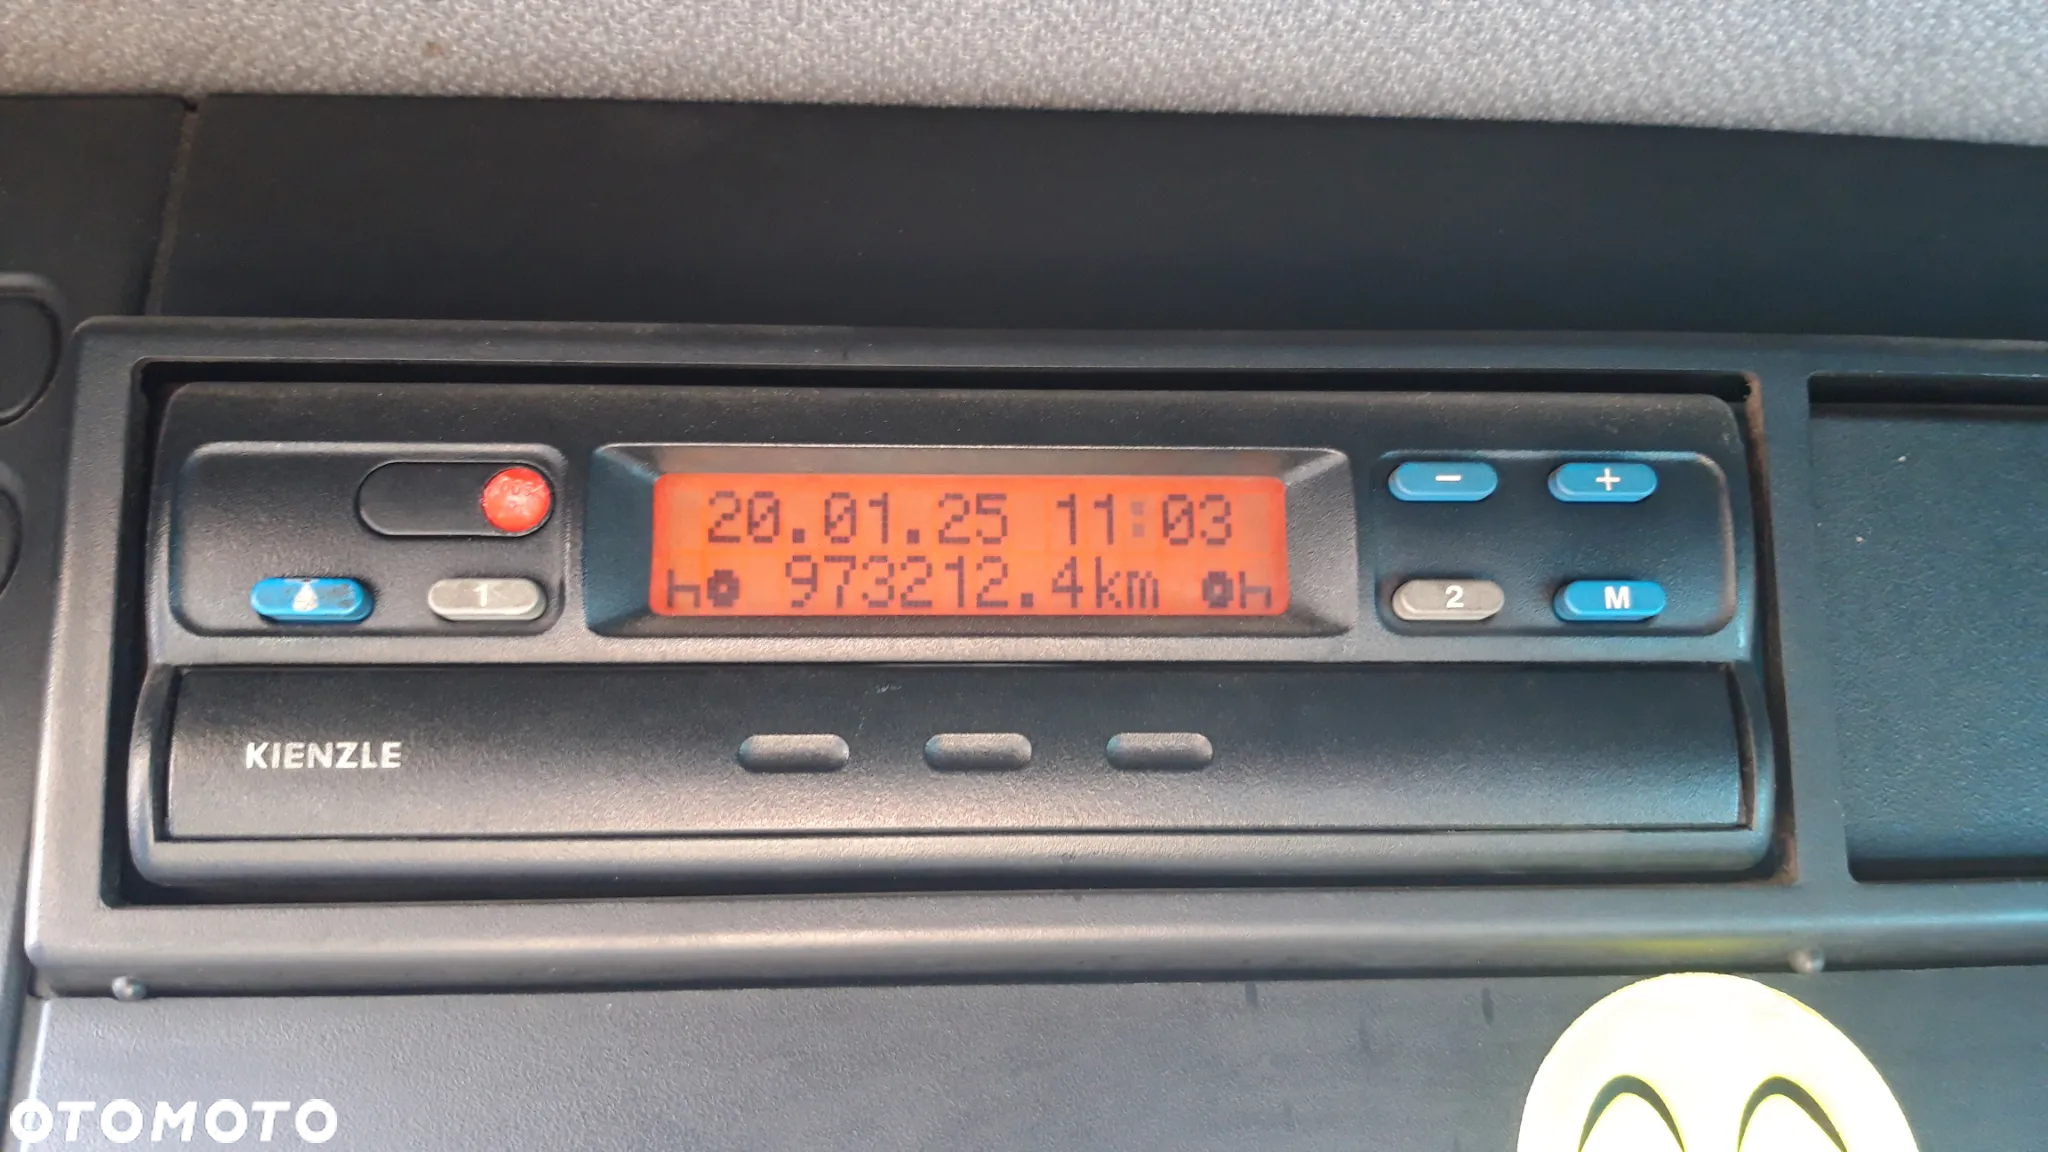 20.01.25 11:03
973212.4km
1
- +
2 M
KIENZLE
OTOMOTO